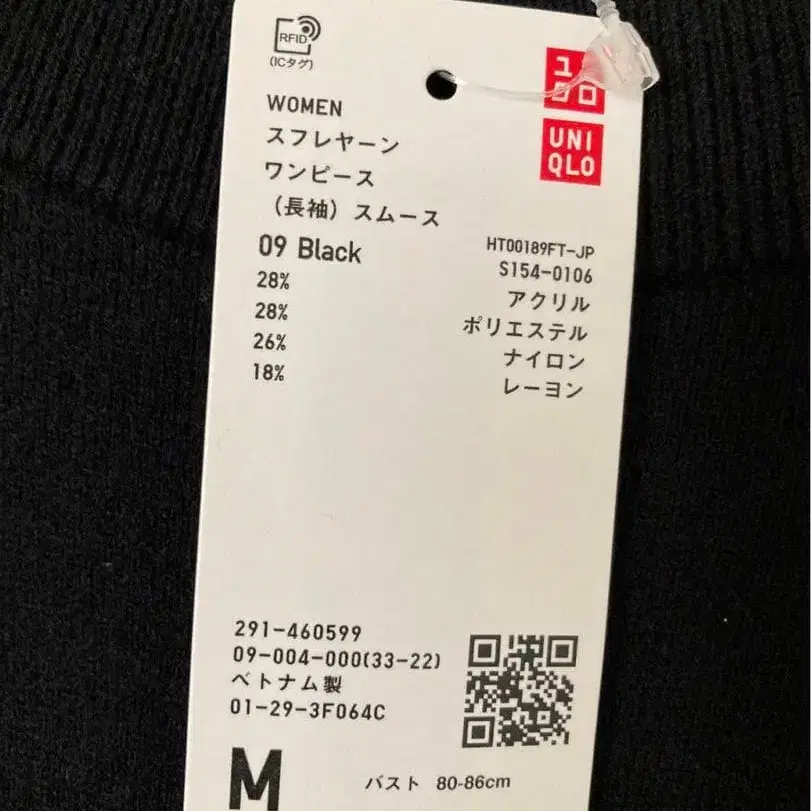 RFID
(ICタグ)
ユニ
クロ
UNI
QLO
WOMEN
スフレヤーン
ワンピース
(長袖) スムース
09 Black
HT00189FT-JP
S154-0106
28% アクリル
28% ポリエステル
26% ナイロン
18% レーヨン
291-460599
09-004-000(33-22)
ベトナム製
01-29-3F064C
M バスト 80-86cm